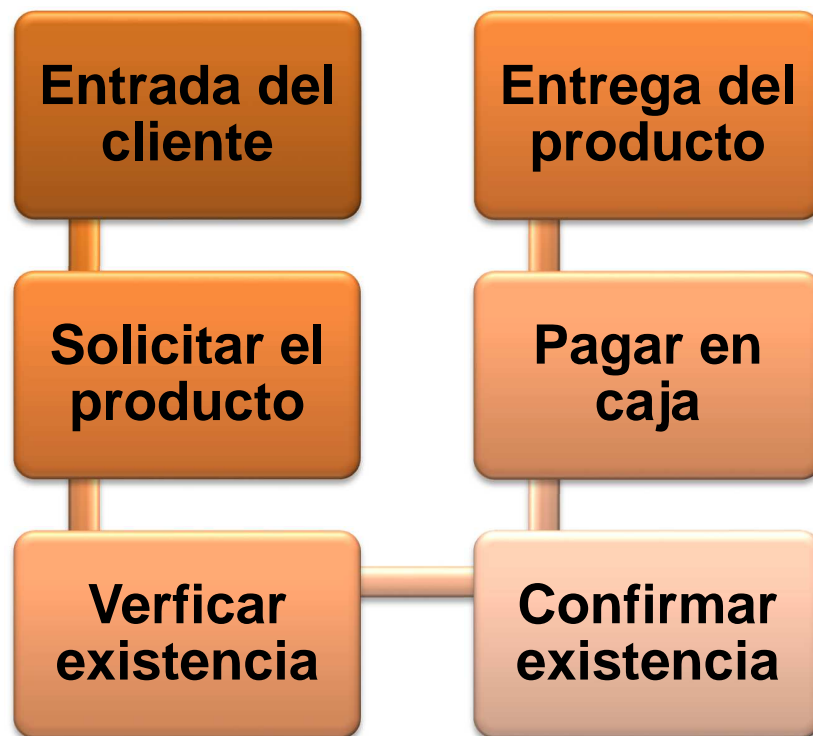 Entrada del
cliente
Solicitar el
producto
Verficar
existencia
Confirmar
existencia
Pagar en
caja
Entrega del
producto